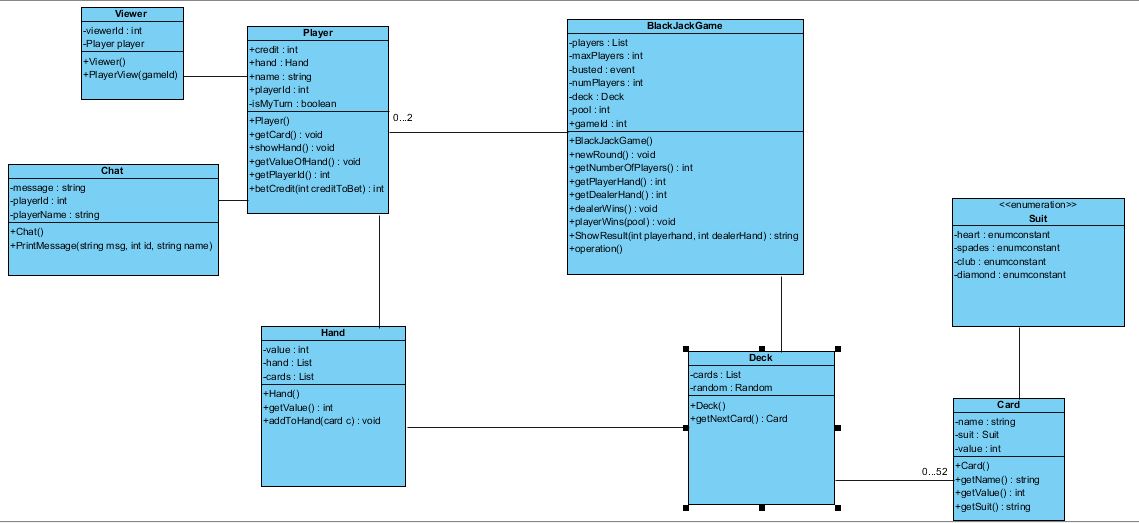 Viewer
-viewerId : int
-Player player
+Viewer()
+PlayerView(gameId)
Player
+credit : int
+hand : Hand
+name : string
+playerId : int
-isMyTurn : boolean
+Player()
+getCard() : void
+showHand() : void
+getValueOfHand() : void
+getPlayerId() : int
+betCredit(int creditToBet) : int
0...2
BlackJackGame
-players : List
-maxPlayers : int
-busted : event
-numPlayers : int
-deck : Deck
-pool : int
+gameId : int
+BlackJackGame()
+newRound() : void
+getNumberOfPlayers() : int
+getPlayerHand() : int
+getDealerHand() : int
+dealerWins() : void
+playerWins(pool) : void
+ShowResult(int playerhand, int dealerHand) : string
+operation()
Chat
-message : string
-playerId : int
-playerName : string
+Chat()
+PrintMessage(string msg, int id, string name)
<<enumeration>>
Suit
-heart : enumconstant
-spades : enumconstant
-club : enumconstant
-diamond : enumconstant
Hand
-value : int
-hand : List
-cards : List
+Hand()
+getValue() : int
+addToHand(card c) : void
Deck
-cards : List
-random : Random
+Deck()
+getNextCard() : Card
0...52
Card
-name : string
-suit : Suit
-value : int
+Card()
+getName() : string
+getValue() : int
+getSuit() : string